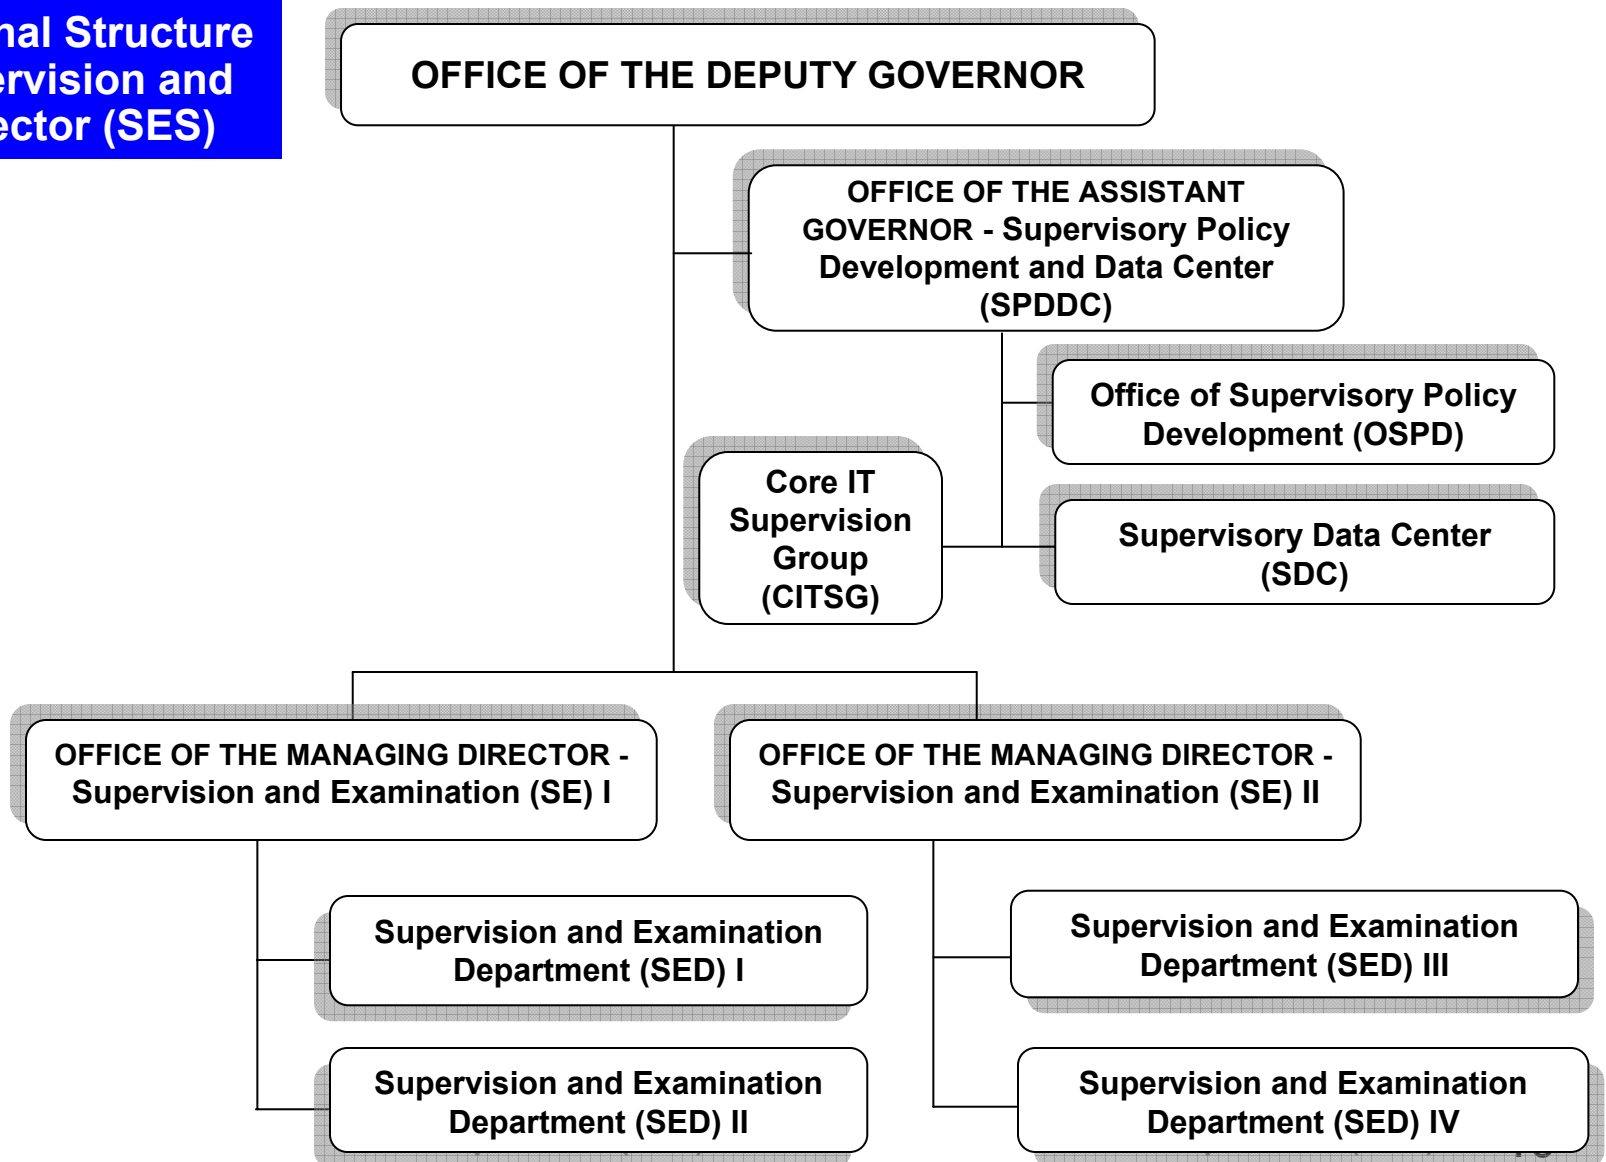 nal Structure
ervision and
ector (SES)
OFFICE OF THE DEPUTY GOVERNOR
OFFICE OF THE ASSISTANT
GOVERNOR - Supervisory Policy
Development and Data Center
(SPDDC)
Office of Supervisory Policy
Development (OSPD)
Core IT
Supervision
Group
(CITSG)
Supervisory Data Center
(SDC)
OFFICE OF THE MANAGING DIRECTOR -
Supervision and Examination (SE) I
OFFICE OF THE MANAGING DIRECTOR -
Supervision and Examination (SE) II
Supervision and Examination
Department (SED) I
Supervision and Examination
Department (SED) III
Supervision and Examination
Department (SED) II
Supervision and Examination
Department (SED) IV